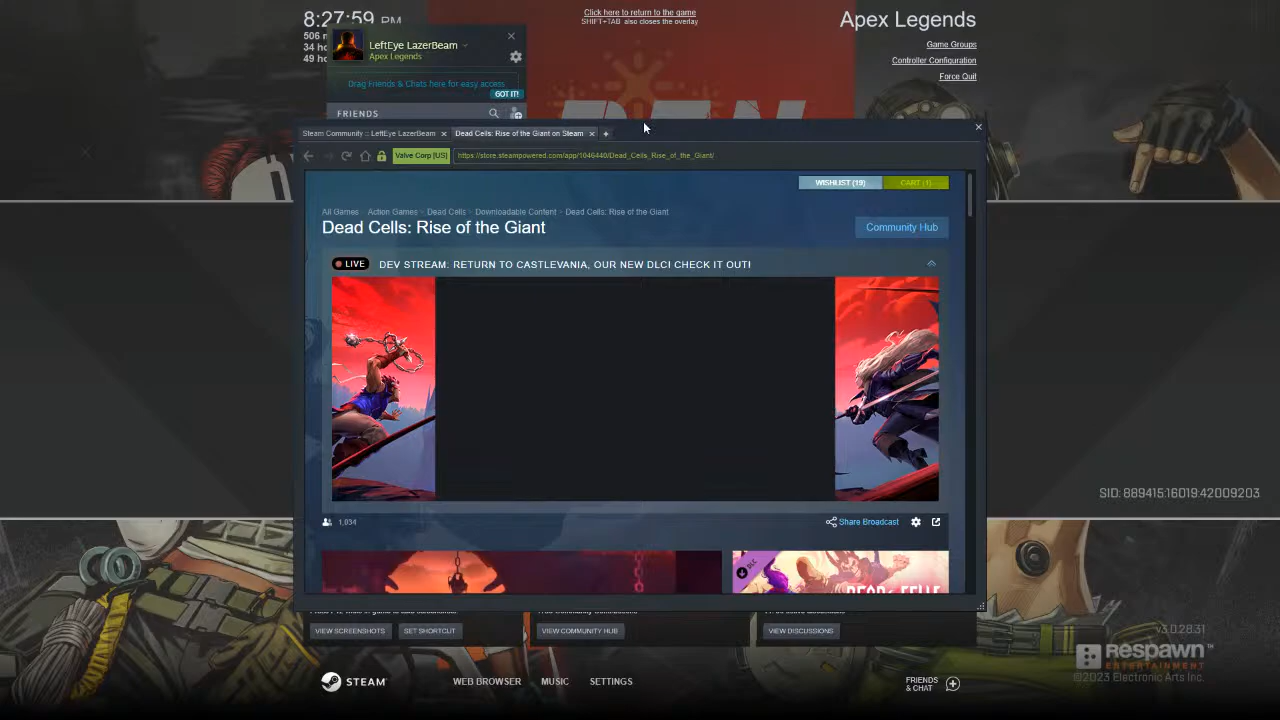 8:27:59 PM
Click here to return to the game
SHIFT+TAB also closes the overlay
Apex Legends
Game Groups
Controller Configuration
Force Quit
506
34
49
LeftEye LazerBeam
Apex Legends
Drag Friends & Chats here for easy access
GOT IT!
FRIENDS
Steam Community :: LeftEye LazerBeam
Dead Cells: Rise of the Giant on Steam
Valve Corp [US]
https://store.steampowered.com/app/1046440/Dead_Cells_Rise_of_the_Giant/
WISHLIST (19)
CART (1)
All Games > Action Games > Dead Cells > Downloadable Content > Dead Cells: Rise of the Giant
Dead Cells: Rise of the Giant
Community Hub
LIVE
DEV STREAM: RETURN TO CASTLEVANIA, OUR NEW DLC! CHECK IT OUT!
1,034
Share Broadcast
DLC
SID: 889415:16019:42009203
VIEW SCREENSHOTS
SET SHORTCUT
VIEW COMMUNITY HUB
VIEW DISCUSSIONS
v3.0.28.31
Respawn™
ENTERTAINMENT
©2023 Electronic Arts Inc.
STEAM
WEB BROWSER
MUSIC
SETTINGS
FRIENDS
& CHAT